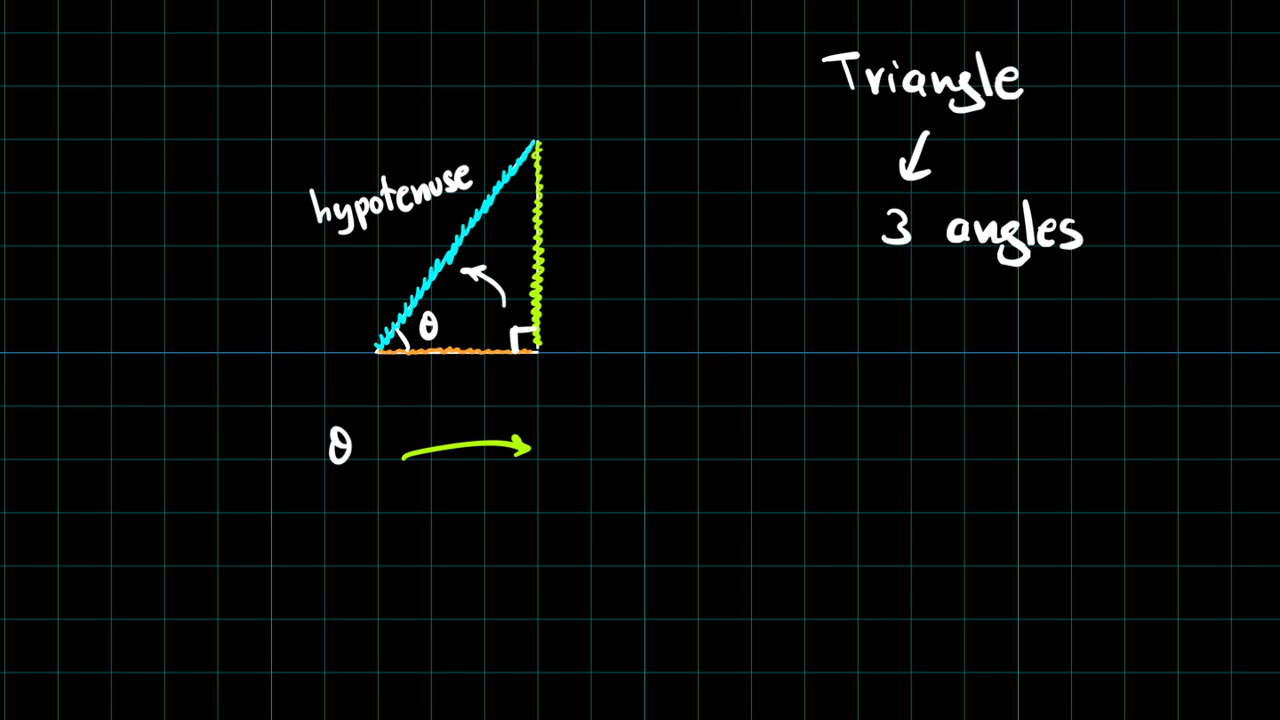 Triangle
3 angles
hypotenuse
θ
θ